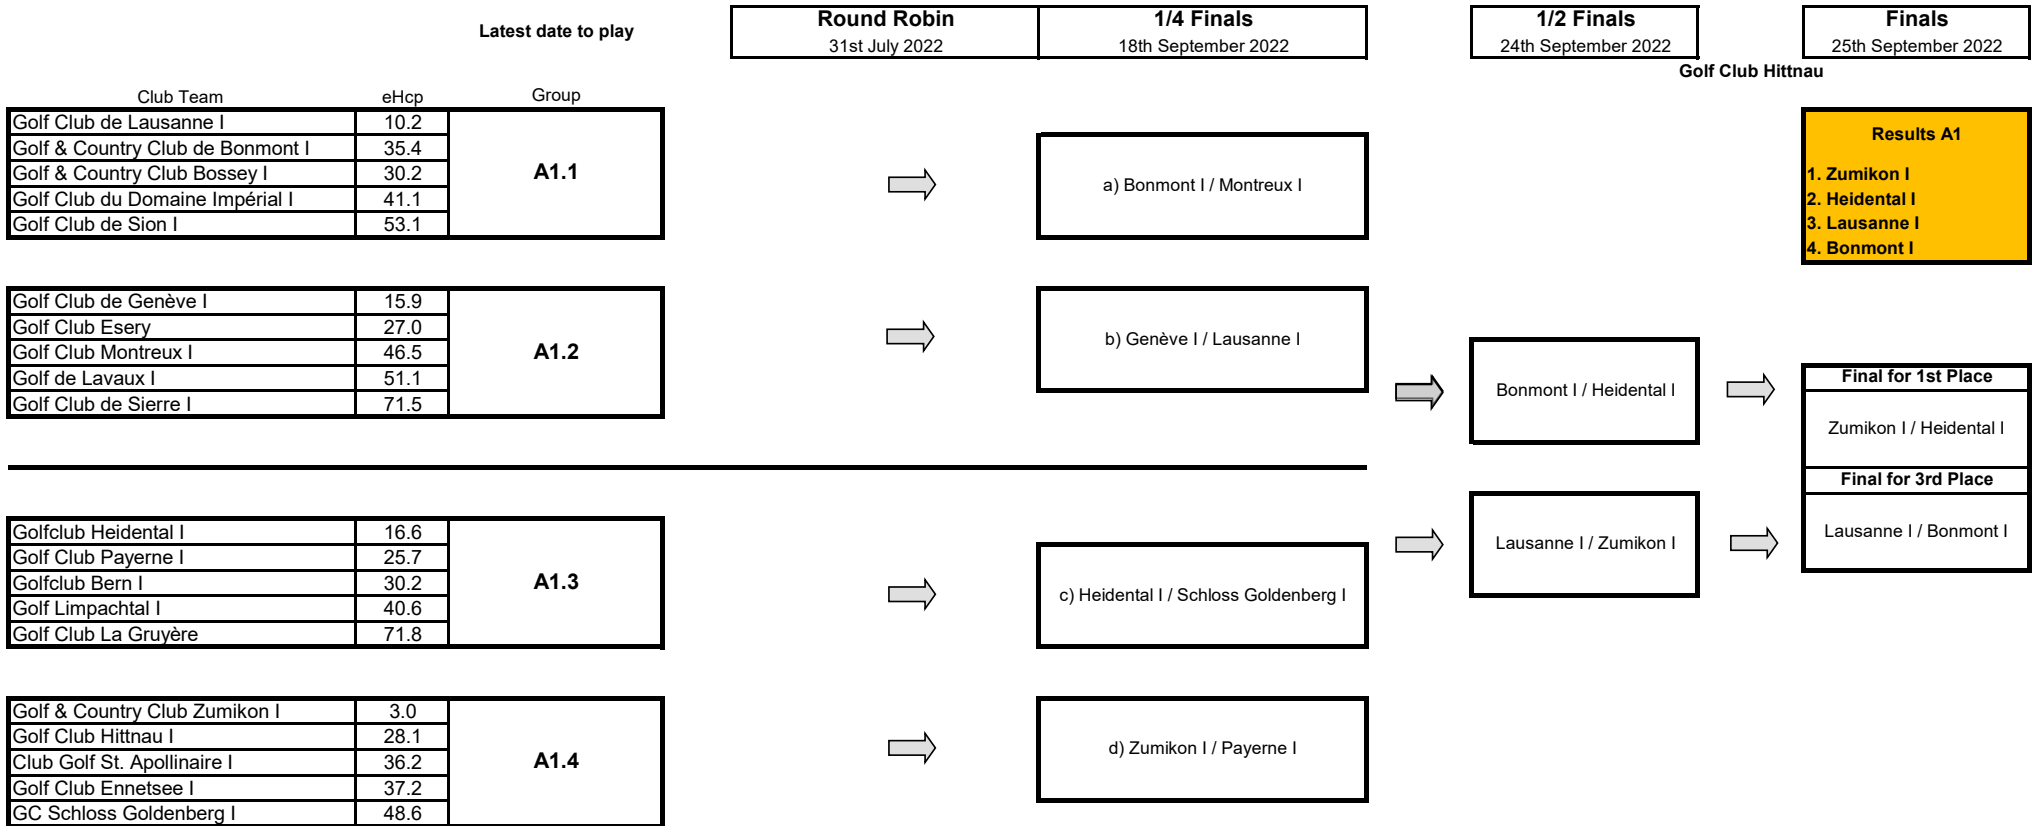 Latest date to play
Round Robin
31st July 2022
1/4 Finals
18th September 2022
1/2 Finals
24th September 2022
Finals
25th September 2022
Golf Club Hittnau
Club Team eHcp Group
Golf Club de Lausanne I 10.2
Golf & Country Club de Bonmont I 35.4
Golf & Country Club Bossey I 30.2
Golf Club du Domaine Impérial I 41.1
Golf Club de Sion I 53.1
A1.1
a) Bonmont I / Montreux I
Results A1
1. Zumikon I
2. Heidental I
3. Lausanne I
4. Bonmont I
Golf Club de Genève I 15.9
Golf Club Esery 27.0
Golf Club Montreux I 46.5
Golf de Lavaux I 51.1
Golf Club de Sierre I 71.5
A1.2
b) Genève I / Lausanne I
Bonmont I / Heidental I
Final for 1st Place
Zumikon I / Heidental I
Final for 3rd Place
Lausanne I / Bonmont I
Lausanne I / Zumikon I
Golfclub Heidental I 16.6
Golf Club Payerne I 25.7
Golfclub Bern I 30.2
Golf Limpachtal I 40.6
Golf Club La Gruyère 71.8
A1.3
c) Heidental I / Schloss Goldenberg I
Golf & Country Club Zumikon I 3.0
Golf Club Hittnau I 28.1
Club Golf St. Apollinaire I 36.2
Golf Club Ennetsee I 37.2
GC Schloss Goldenberg I 48.6
A1.4
d) Zumikon I / Payerne I